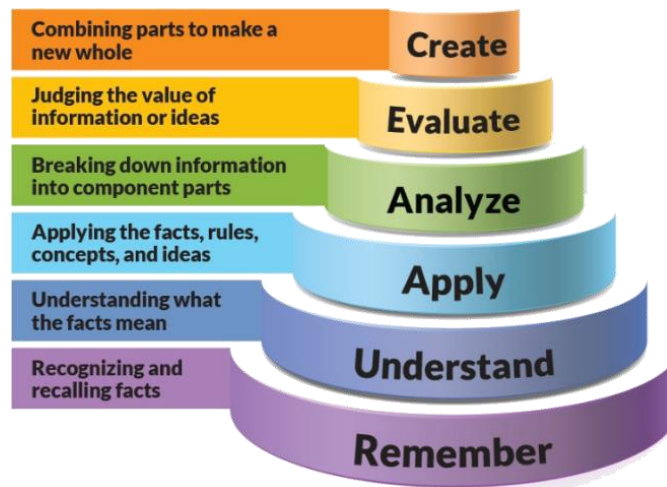 Combining parts to make a
new whole
Create
Judging the value of
information or ideas
Evaluate
Breaking down information
into component parts
Analyze
Applying the facts, rules,
concepts, and ideas
Apply
Understanding what
the facts mean
Understand
Recognizing and
recalling facts
Remember